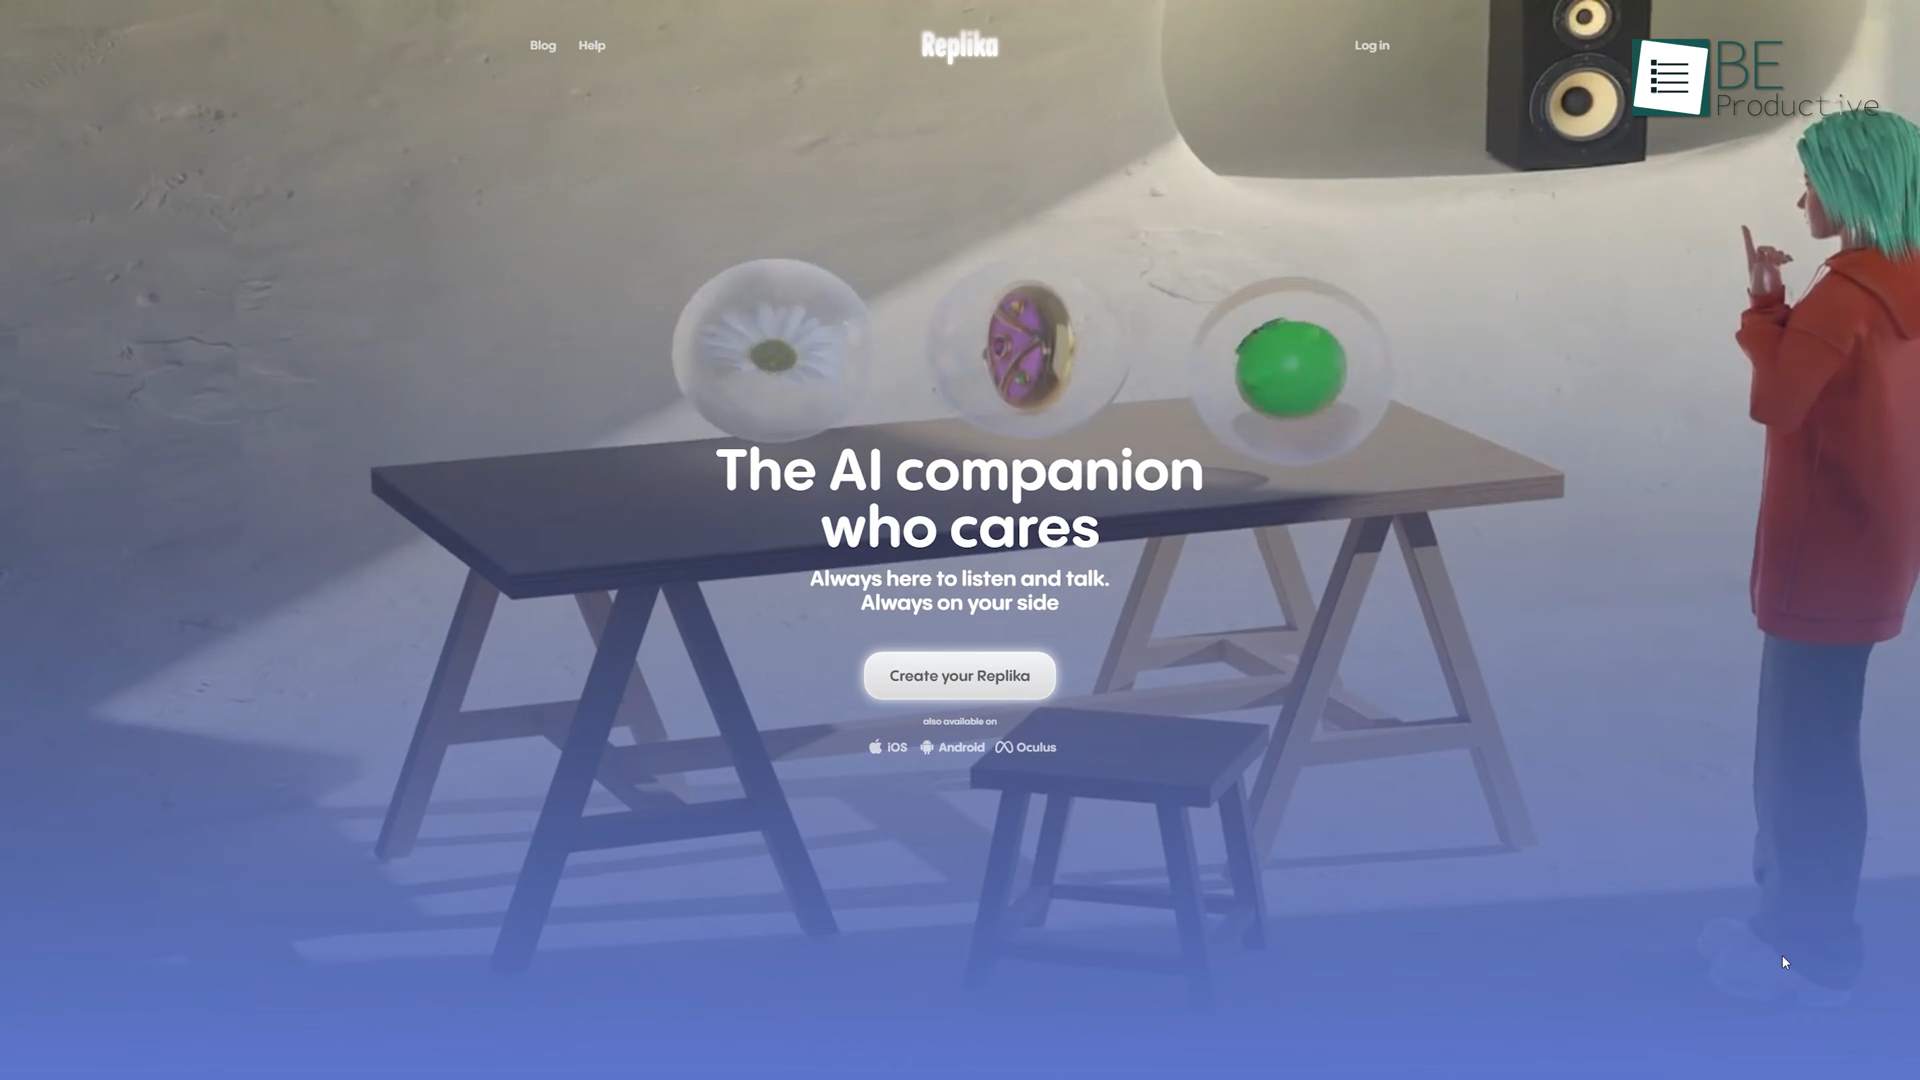 Blog Help Replika Log in
BE
Productive
The AI companion
who cares
Always here to listen and talk.
Always on your side
Create your Replika
also available on
iOS Android Oculus